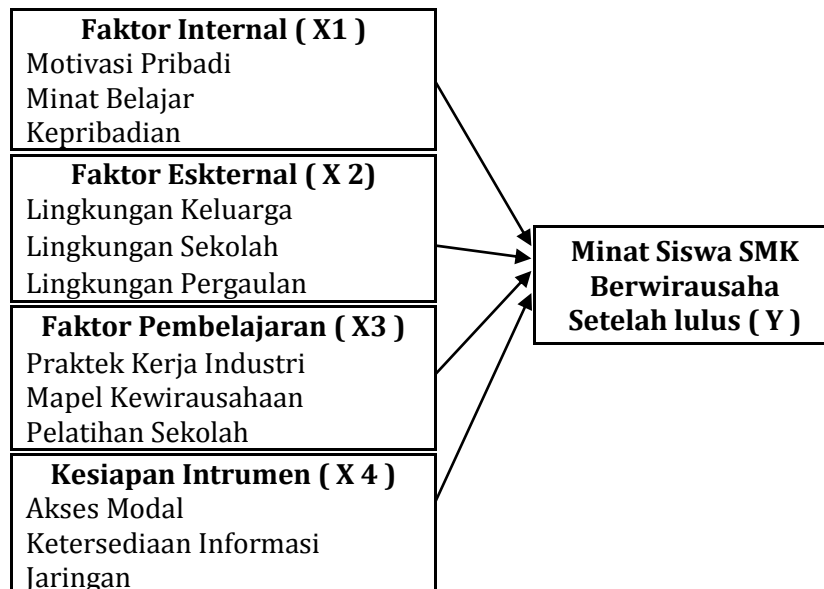 Faktor Internal ( X1 )
Motivasi Pribadi
Minat Belajar
Kepribadian
Faktor Eskternal ( X 2)
Lingkungan Keluarga
Lingkungan Sekolah
Lingkungan Pergaulan
Faktor Pembelajaran ( X3 )
Praktek Kerja Industri
Mapel Kewirausahaan
Pelatihan Sekolah
Kesiapan Intrumen ( X 4 )
Akses Modal
Ketersediaan Informasi
Jaringan
Minat Siswa SMK
Berwirausaha
Setelah lulus ( Y )